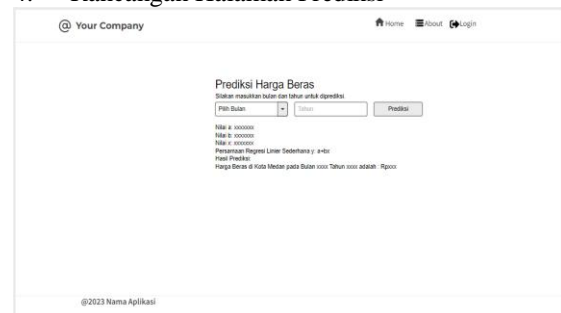 4. Rancangan Halaman Prediksi
@ Your Company
Home About Login
Prediksi Harga Beras
Silakan masukkan bulan dan tahun untuk diprediksi.
Pilih Bulan Tahun Prediksi
Nilai a: xxxxxxx
Nilai b: xxxxxxx
Nilai x: xxxxxxx
Persamaan Regresi Linier Sederhana y: a+bx
Hasil Prediksi:
Harga Beras di Kota Medan pada Bulan xxxx Tahun xxxx adalah : Rpxxx
@2023 Nama Aplikasi